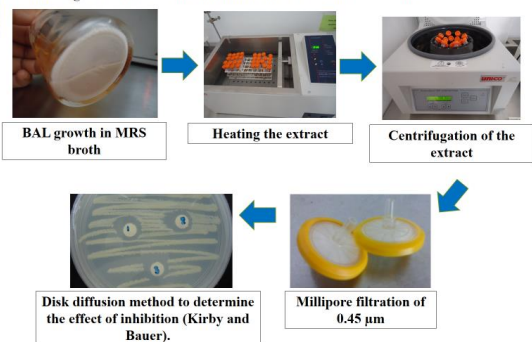 BAL growth in MRS
broth
Heating the extract
UNICO
Centrifugation of the
extract
1
2
3
Disk diffusion method to determine
the effect of inhibition (Kirby and
Bauer).
Millipore filtration of
0.45 µm